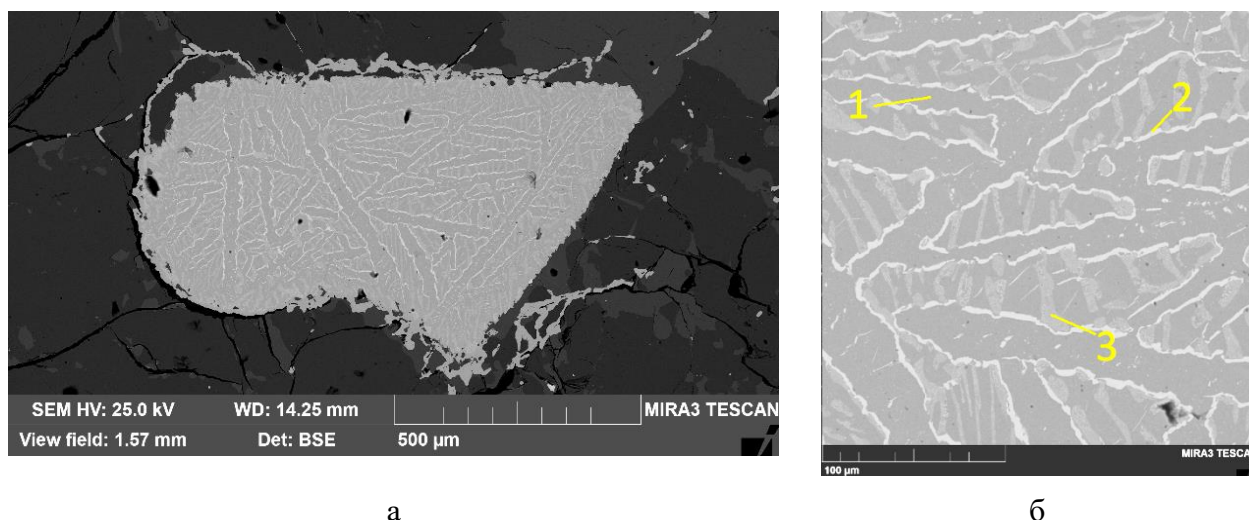 1
2
3
SEM HV: 25.0 kV WD: 14.25 mm MIRA3 TESCAN
View field: 1.57 mm Det: BSE 500 µm
MIRA3 TESCA
100 µm
а б